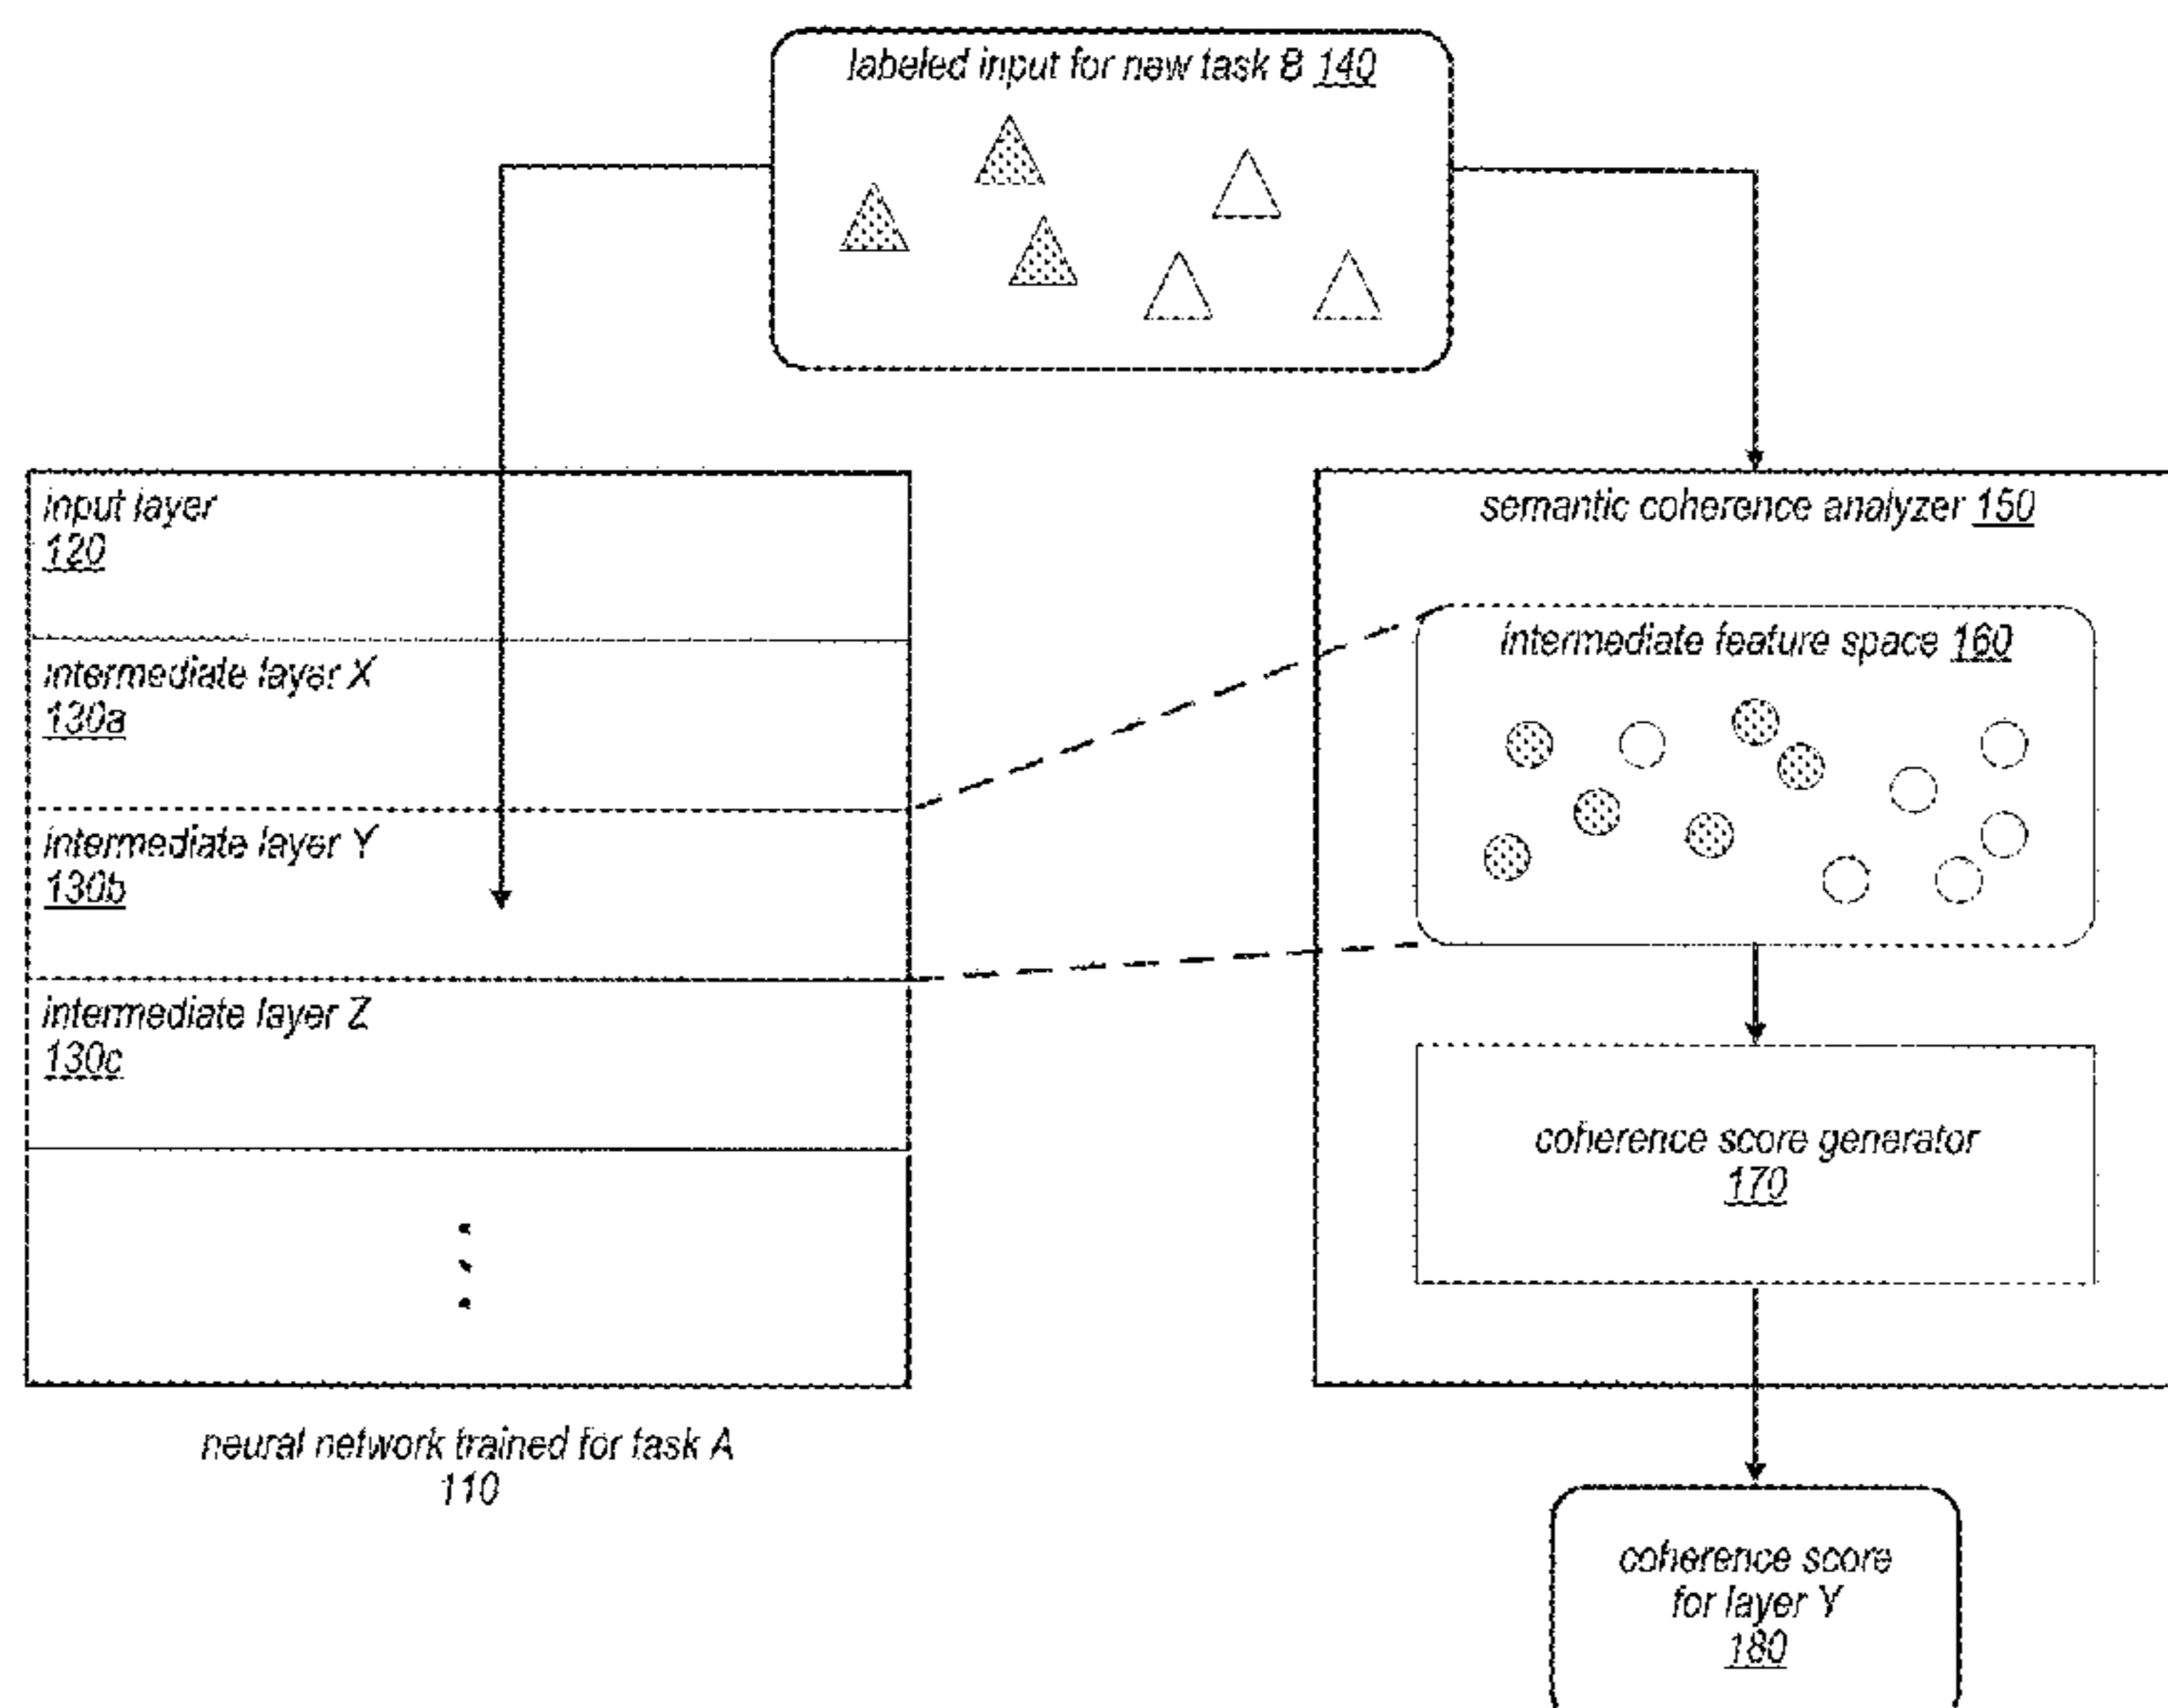 labeled input for new task B 140
input layer
120
intermediate layer X
130a
intermediate layer Y
130b
intermediate layer Z
130c
neural network trained for task A
110
semantic coherence analyzer 150
intermediate feature space 160
coherence score generator
170
coherence score
for layer Y
180